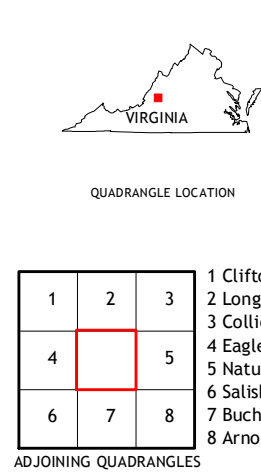 VIRGINIA
QUADRANGLE LOCATION
1 2 3
4 5
6 7 8
1 Clifto
2 Long
3 Collie
4 Eagle
5 Natu
6 Salis
7 Buch
8 Arno
ADJOINING QUADRANGLES